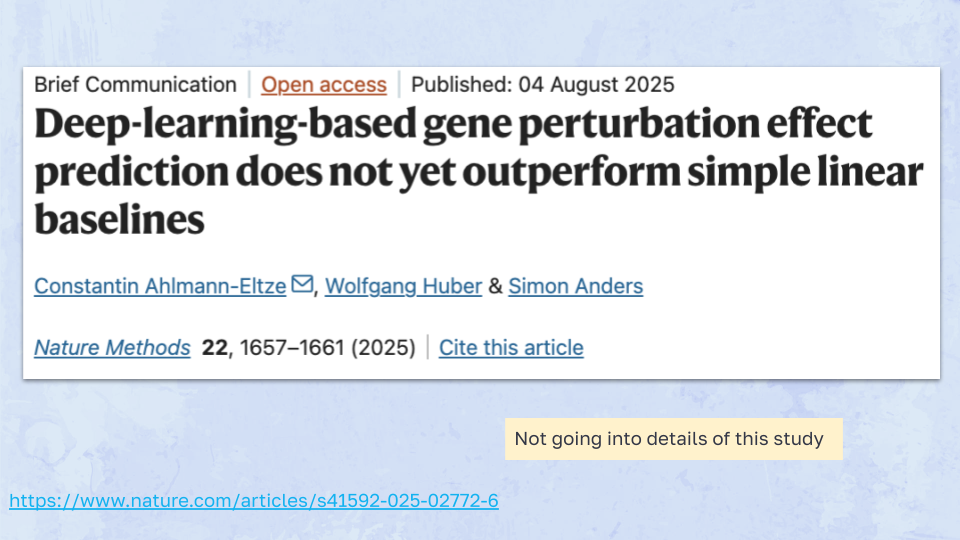 Brief Communication | Open access | Published: 04 August 2025
Deep-learning-based gene perturbation effect
prediction does not yet outperform simple linear
baselines
Constantin Ahlmann-Eltze, Wolfgang Huber & Simon Anders
Nature Methods 22, 1657–1661 (2025) | Cite this article
Not going into details of this study
https://www.nature.com/articles/s41592-025-02772-6